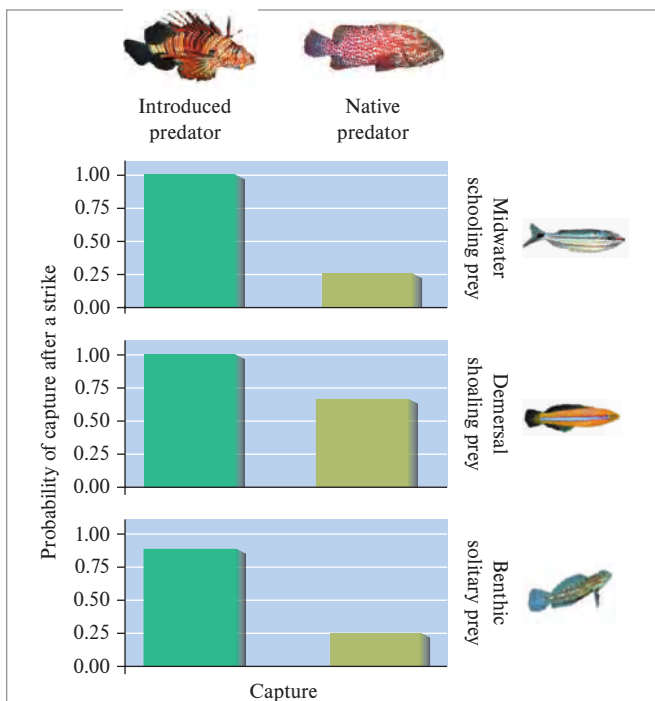 Introduced
predator
Native
predator
Probability of capture after a strike
1.00
0.75
0.50
0.25
0.00
Midwater
schooling prey
1.00
0.75
0.50
0.25
0.00
Demersal
shoaling prey
1.00
0.75
0.50
0.25
0.00
Benthic
solitary prey
Capture